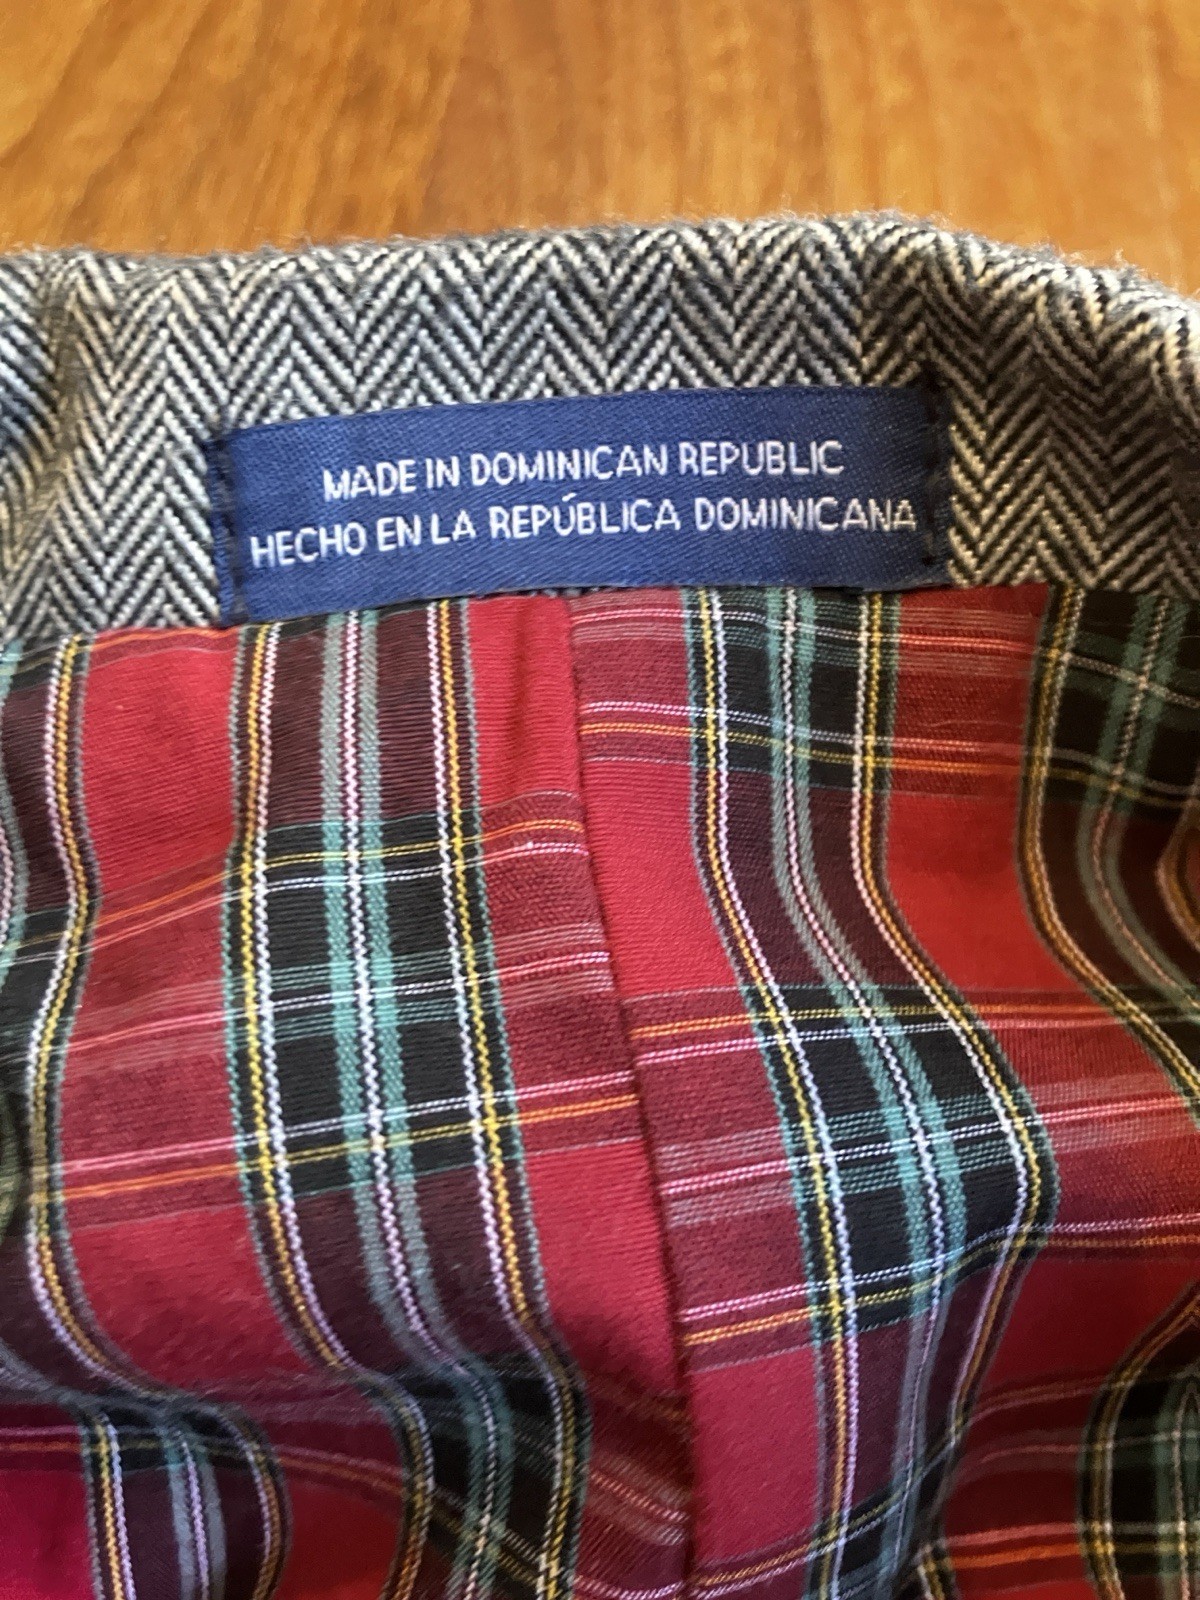 MADE IN DOMINICAN REPUBLIC
HECHO EN LA REPÚBLICA DOMINICANA